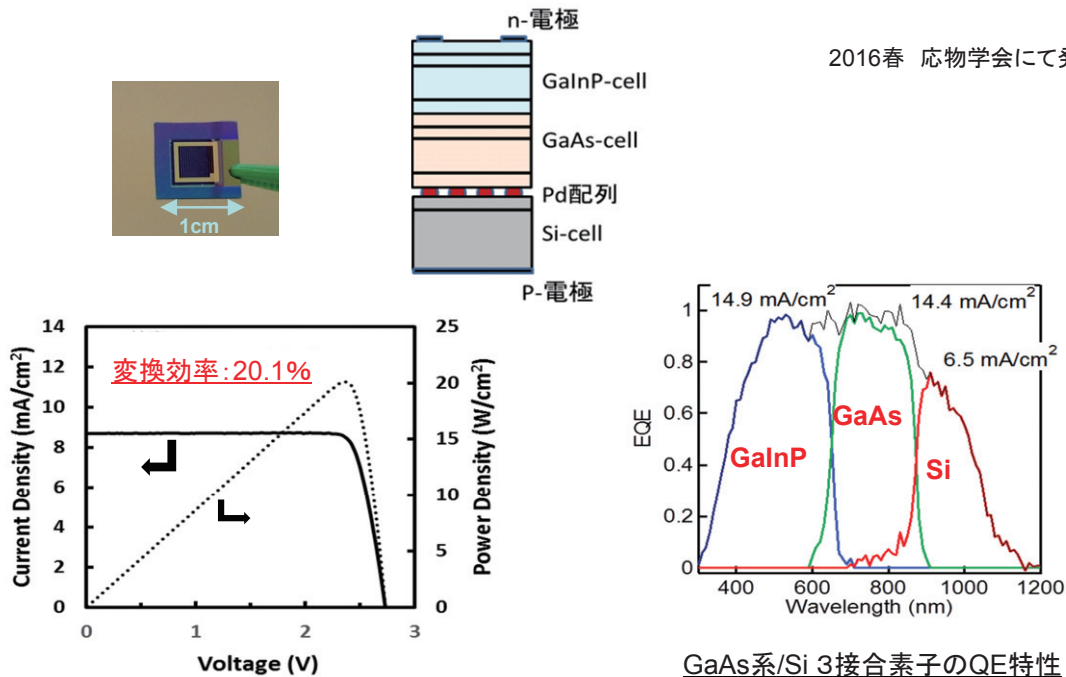 n-電極
2016春 応物学会にて
GaInP-cell
GaAs-cell
Pd配列
Si-cell
P-電極
1cm
変換効率:20.1%
Current Density (mA/cm²)
14
12
10
8
6
4
2
0
Power Density (W/cm²)
25
20
15
10
5
0
0
1
2
3
Voltage (V)
14.9 mA/cm²
14.4 mA/cm²
6.5 mA/cm²
GaInP
GaAs
Si
EQE
1
0.8
0.6
0.4
0.2
0
400
600
800
1000
1200
Wavelength (nm)
GaAs系/Si 3接合素子のQE特性